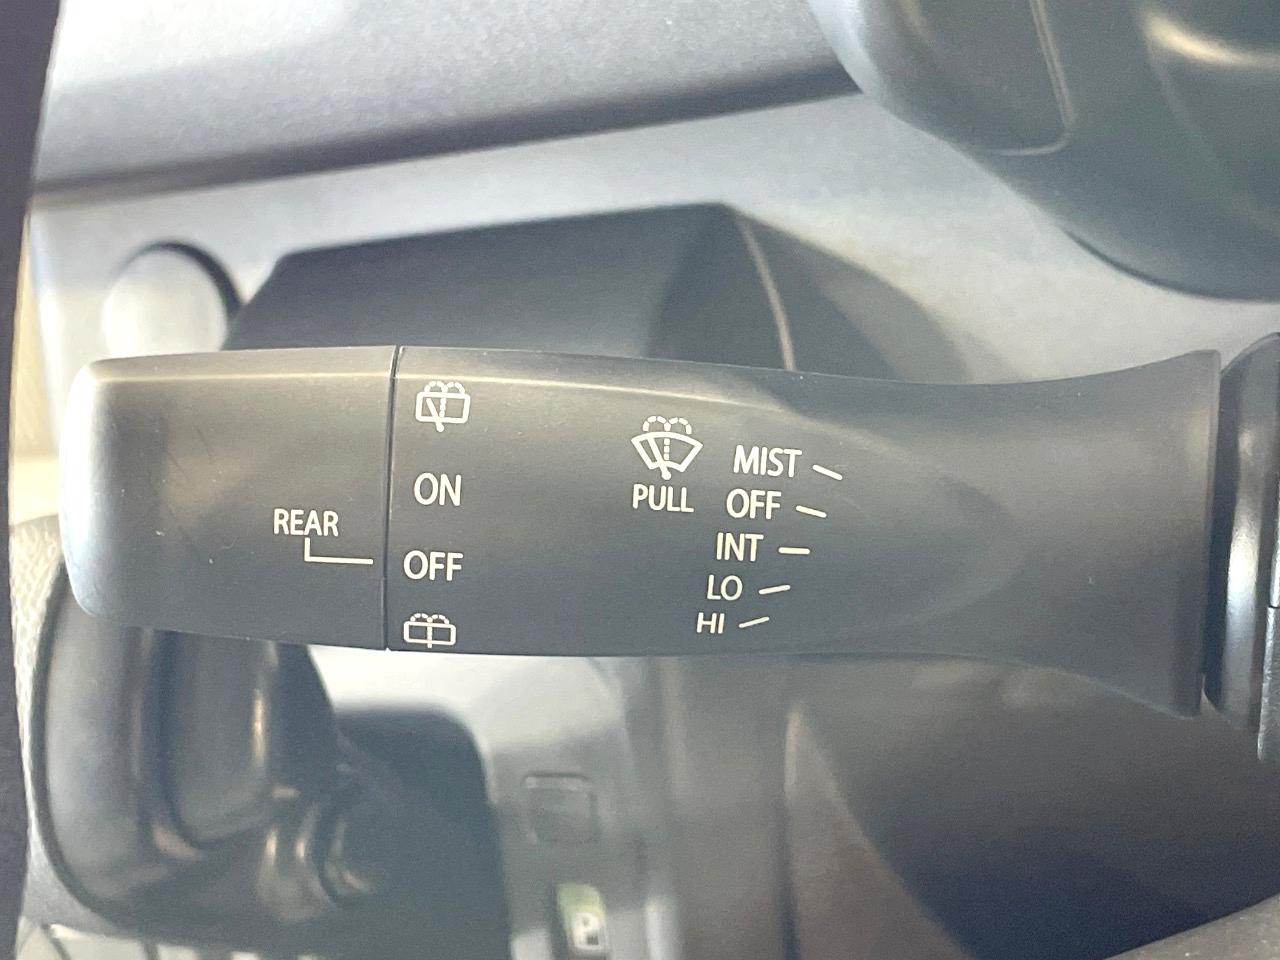 REAR
ON
OFF
PULL
MIST
OFF
INT
LO
HI
P